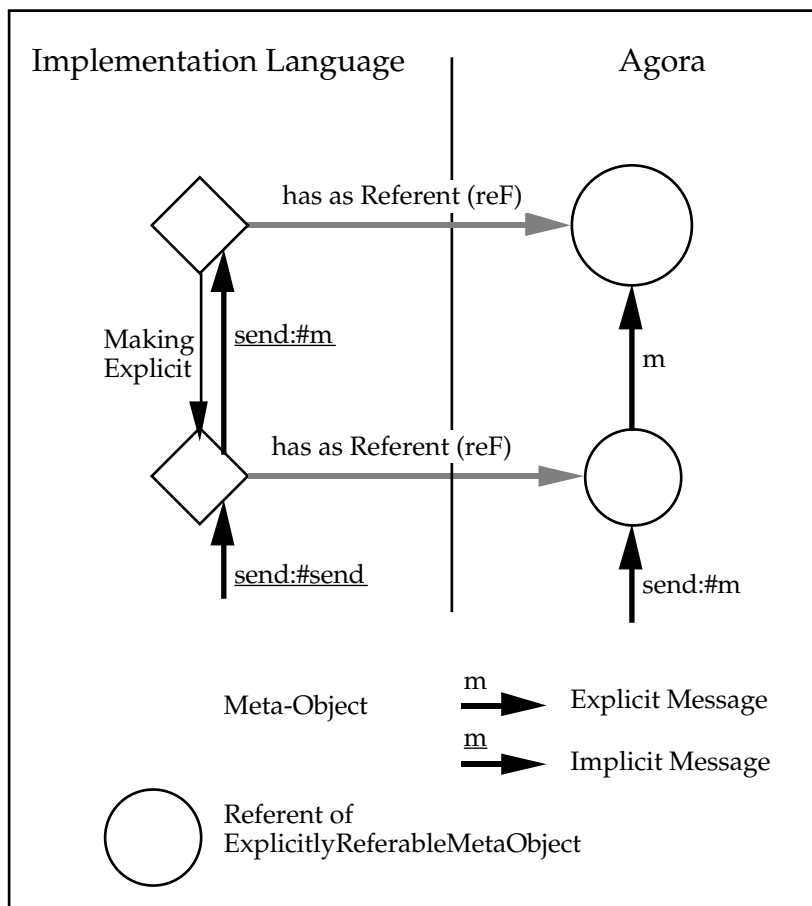 Implementation Language
Agora
has as Referent (reF)
send:#m
Making
Explicit
m
has as Referent (reF)
send:#send
send:#m
Meta-Object
m
Explicit Message
m
Implicit Message
Referent of
ExplicitlyReferableMetaObject